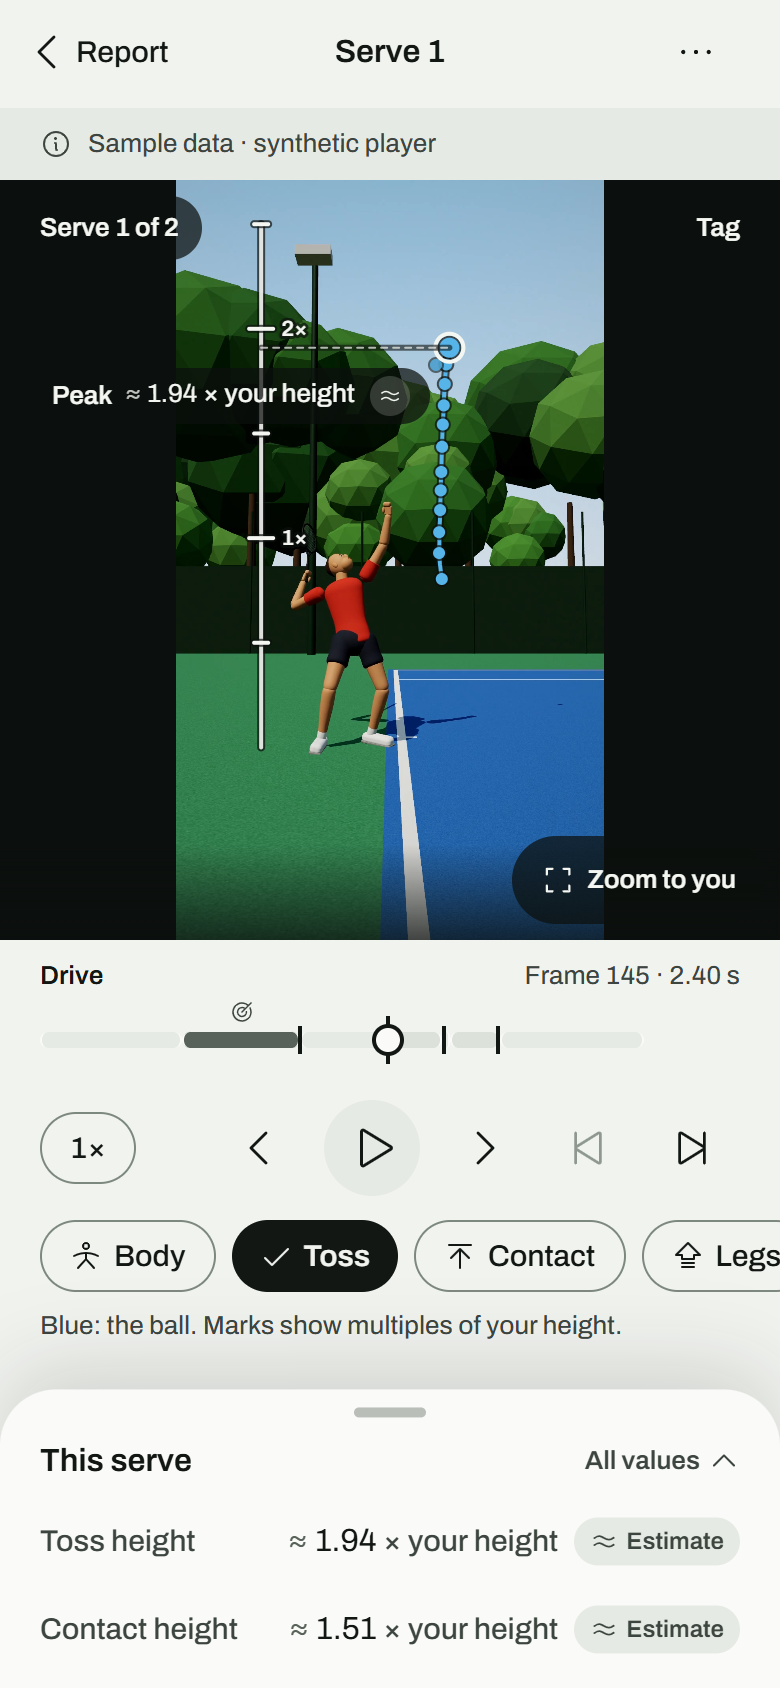 Report
Serve 1
Sample data · synthetic player
Serve 1 of 2
Tag
2×
Peak ≈ 1.94 × your height
1×
Zoom to you
Drive
Frame 145 · 2.40 s
1×
Body
Toss
Contact
Legs
Blue: the ball. Marks show multiples of your height.
This serve
All values
Toss height ≈ 1.94 × your height Estimate
Contact height ≈ 1.51 × your height Estimate